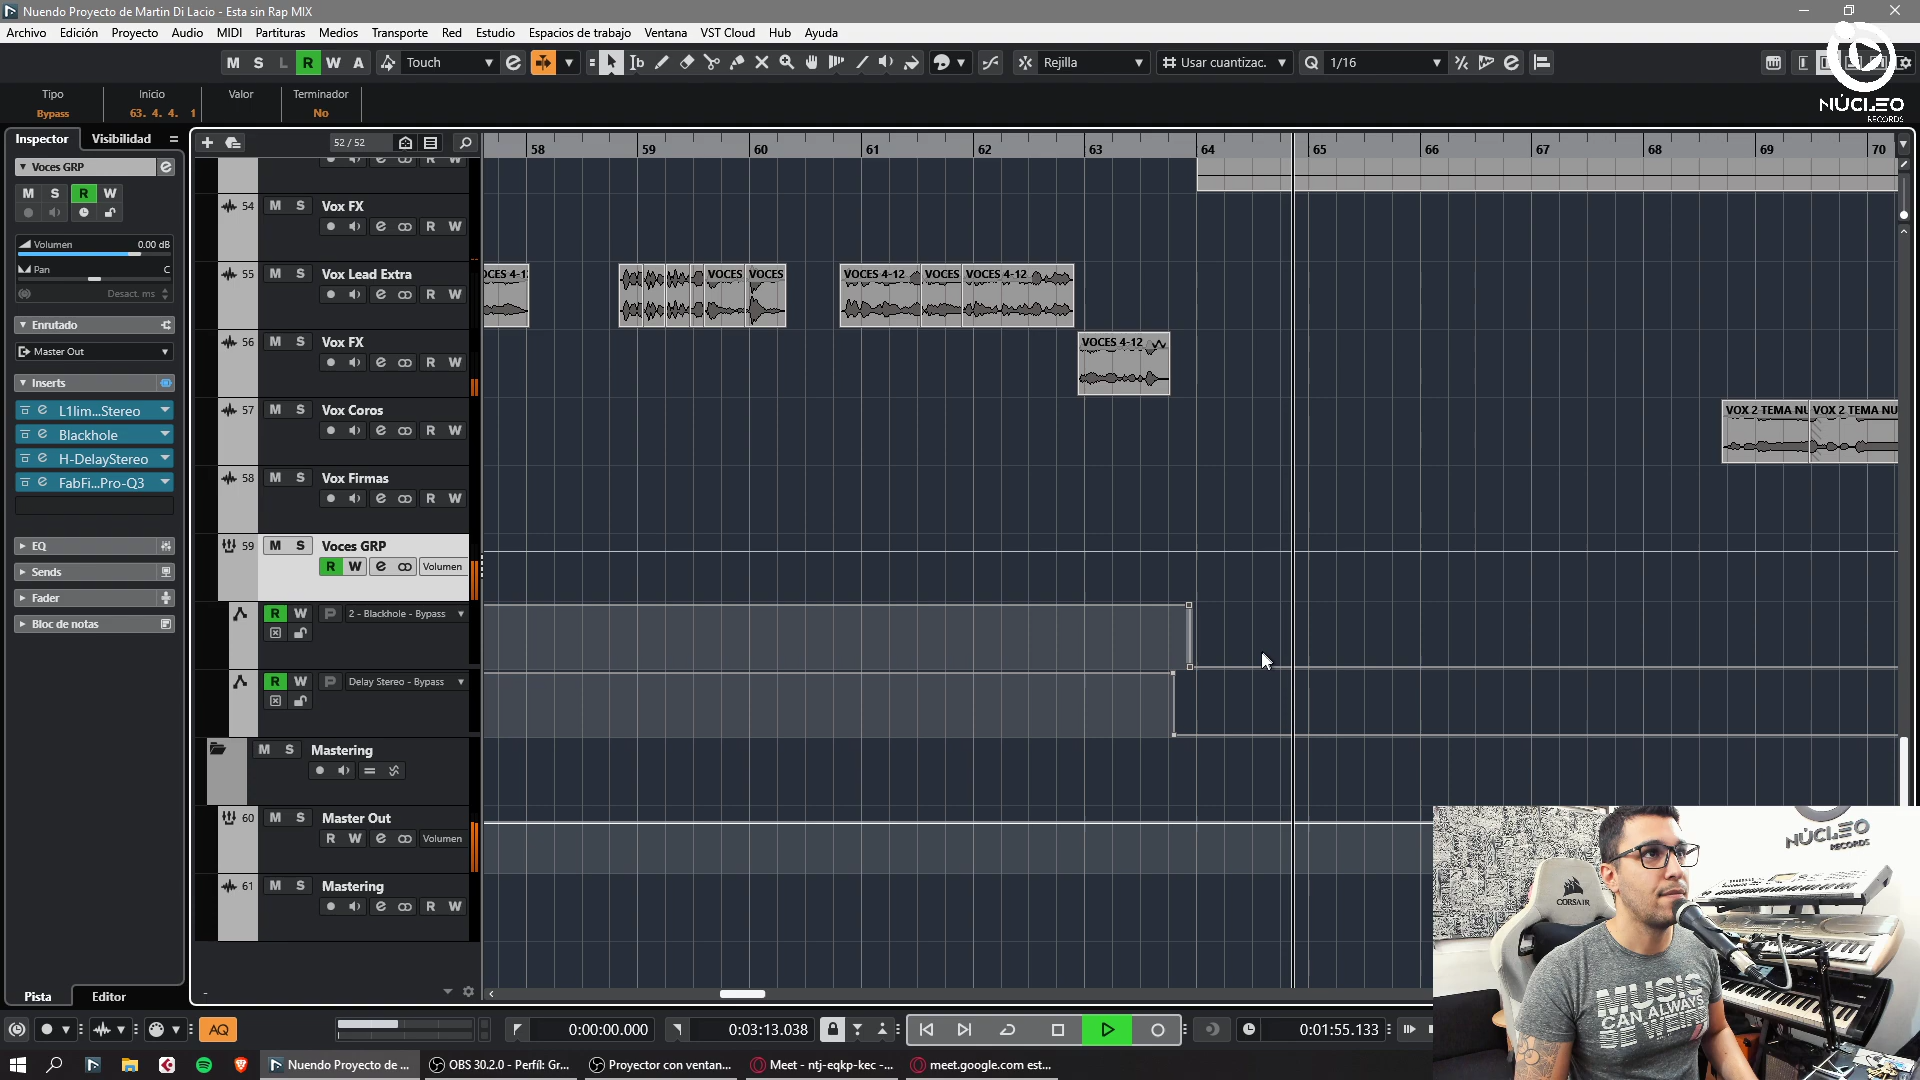 Nuendo Proyecto de Martin Di Lacio - Esta sin Rap MIX
Archivo Edición Proyecto Audio MIDI Partituras Medios Transporte Red Estudio Espacios de trabajo Ventana VST Cloud Hub Ayuda
M S L R W A Touch Rejilla Usar cuantizac. Q 1/16
NÚCLEO
RECORDS
Tipo Inicio Valor Terminador
Bypass 63. 4. 4. 1 No
Inspector Visibilidad 52 / 52
58 59 60 61 62 63 64 65 66 67 68 69 70
Voces GRP
M S R W
Volumen 0.00 dB
Pan C
Desact. ms
Enrutado
Master Out
Inserts
L1lim...Stereo
Blackhole
H-DelayStereo
FabFi...Pro-Q3
EQ
Sends
Fader
Bloc de notas
R W
54 M S Vox FX
R W
55 M S Vox Lead Extra
R W
VOCES VOCES VOCES 4-12 VOCES VOCES 4-12
56 M S Vox FX
R W
VOCES 4-12
57 M S Vox Coros
R W
VOX 2 TEMA NU VOX 2 TEMA NU
58 M S Vox Firmas
R W
59 M S Voces GRP
R W Volumen
R W P 2 - Blackhole - Bypass
R W P Delay Stereo - Bypass
M S Mastering
60 M S Master Out
R W Volumen
61 M S Mastering
R W
Pista Editor
AQ 0:00:00.000 0:03:13.038 0:01:55.133
Nuendo Proyecto de ... OBS 30.2.0 - Perfil: Gr... Proyector con ventan... Meet - ntj-eqkp-kec -... meet.google.com est...
NÚCLEO
RECORDS
CORSAIR
MUSIC
CAN ALWAYS